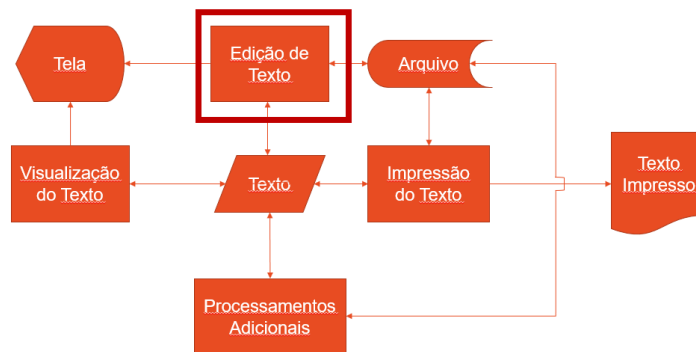 Tela
Edição de
Texto
Arquivo
Visualização
do Texto
Texto
Impressão
do Texto
Texto
Impresso
Processamentos
Adicionais